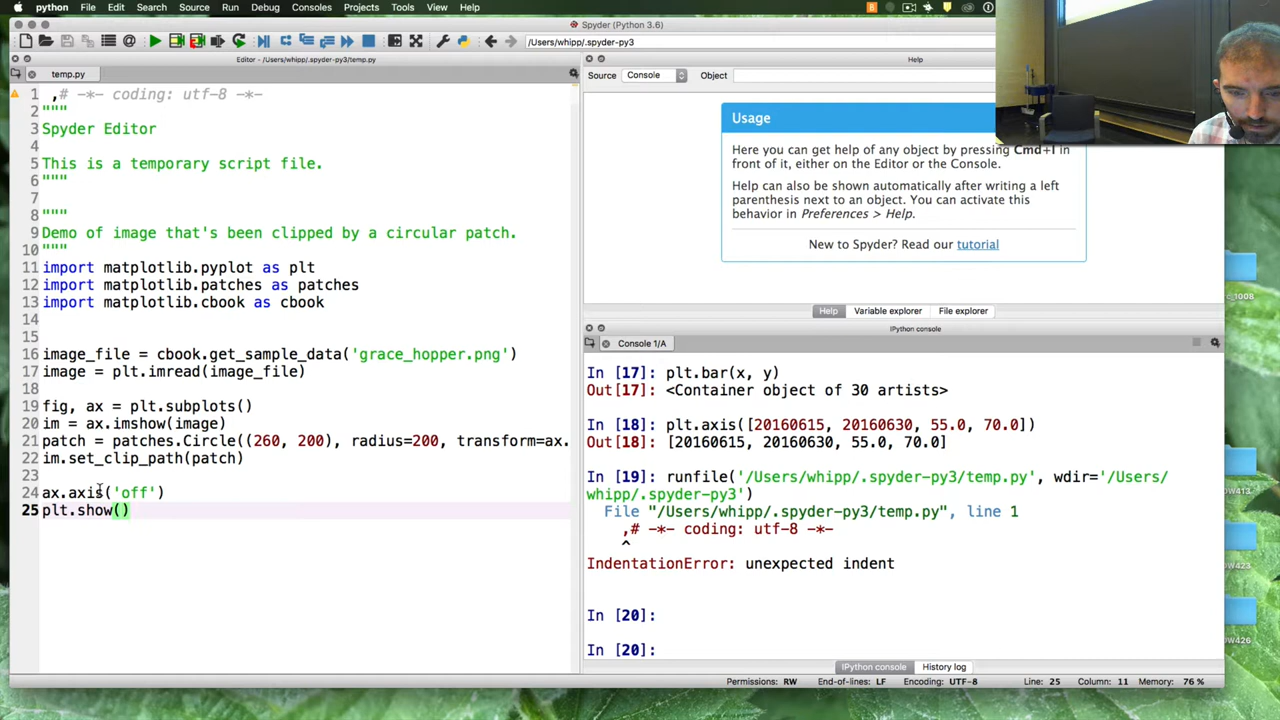 python File Edit Search Source Run Debug Consoles Projects Tools View Help
Spyder (Python 3.6)
/Users/whipp/.spyder-py3
Editor - /Users/whipp/.spyder-py3/temp.py
temp.py
1 ,# -*- coding: utf-8 -*-
2 """
3 Spyder Editor
4
5 This is a temporary script file.
6 """
7
8 """
9 Demo of image that's been clipped by a circular patch.
10 """
11 import matplotlib.pyplot as plt
12 import matplotlib.patches as patches
13 import matplotlib.cbook as cbook
14
15
16 image_file = cbook.get_sample_data('grace_hopper.png')
17 image = plt.imread(image_file)
18
19 fig, ax = plt.subplots()
20 im = ax.imshow(image)
21 patch = patches.Circle((260, 200), radius=200, transform=ax.
22 im.set_clip_path(patch)
23
24 ax.axis('off')
25 plt.show()
Help
Source Console Object
Usage
Here you can get help of any object by pressing Cmd+I in
front of it, either on the Editor or the Console.
Help can also be shown automatically after writing a left
parenthesis next to an object. You can activate this
behavior in Preferences > Help.
New to Spyder? Read our tutorial
Help Variable explorer File explorer
IPython console
Console 1/A
In [17]: plt.bar(x, y)
Out[17]: <Container object of 30 artists>
In [18]: plt.axis([20160615, 20160630, 55.0, 70.0])
Out[18]: [20160615, 20160630, 55.0, 70.0]
In [19]: runfile('/Users/whipp/.spyder-py3/temp.py', wdir='/Users/
whipp/.spyder-py3')
File "/Users/whipp/.spyder-py3/temp.py", line 1
,# -*- coding: utf-8 -*-
^
IndentationError: unexpected indent
In [20]:
In [20]:
IPython console History log
Permissions: RW End-of-lines: LF Encoding: UTF-8 Line: 25 Column: 11 Memory: 76 %